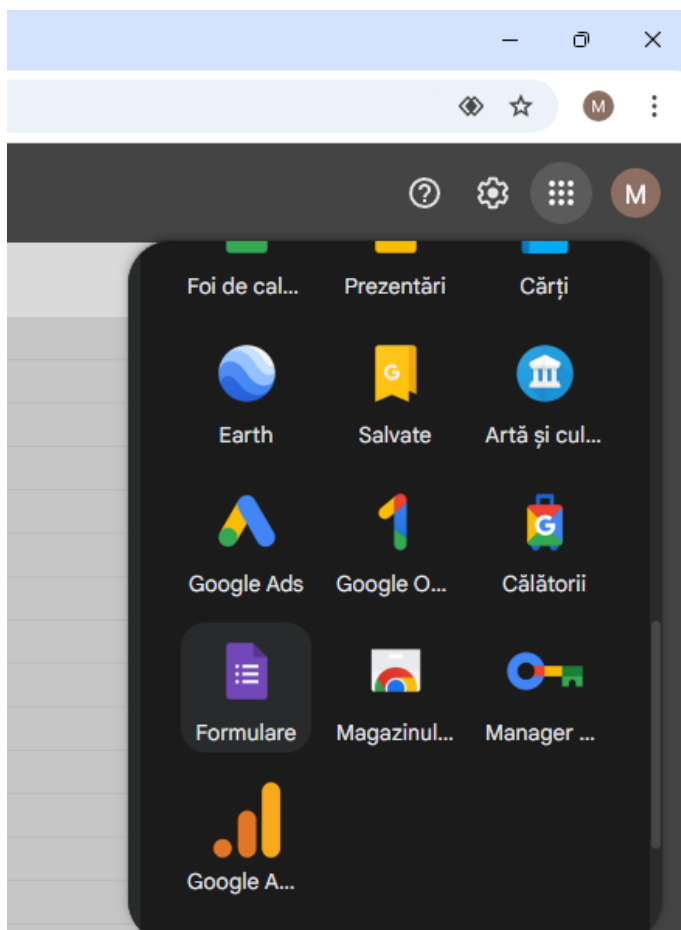 M
M
Foi de cal...
Prezentări
Cărți
G
Earth
Salvate
Artă și cul...
G
Google Ads
Google O...
Călătorii
Formulare
Magazinul...
Manager ...
Google A...